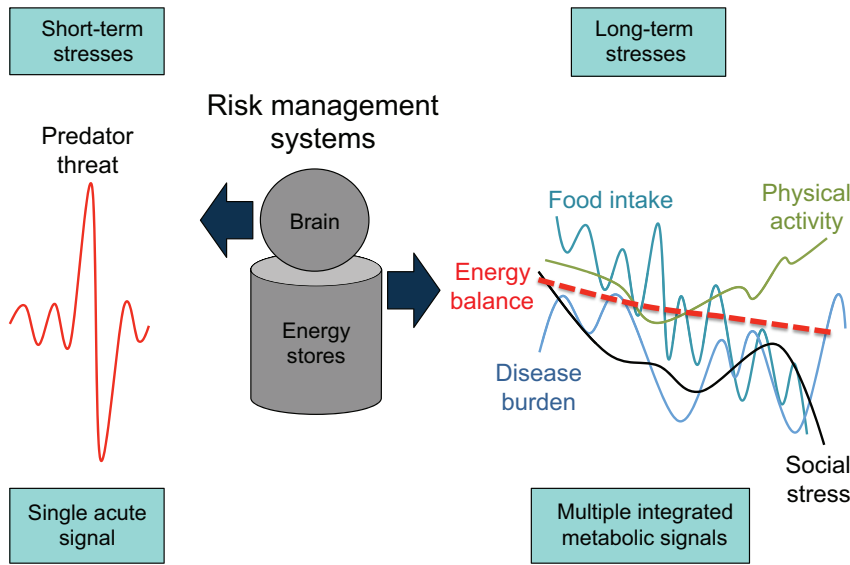 Short-term
stresses
Long-term
stresses
Risk management
systems
Predator
threat
Brain
Energy
stores
Food intake
Physical
activity
Energy
balance
Disease
burden
Social
stress
Single acute
signal
Multiple integrated
metabolic signals